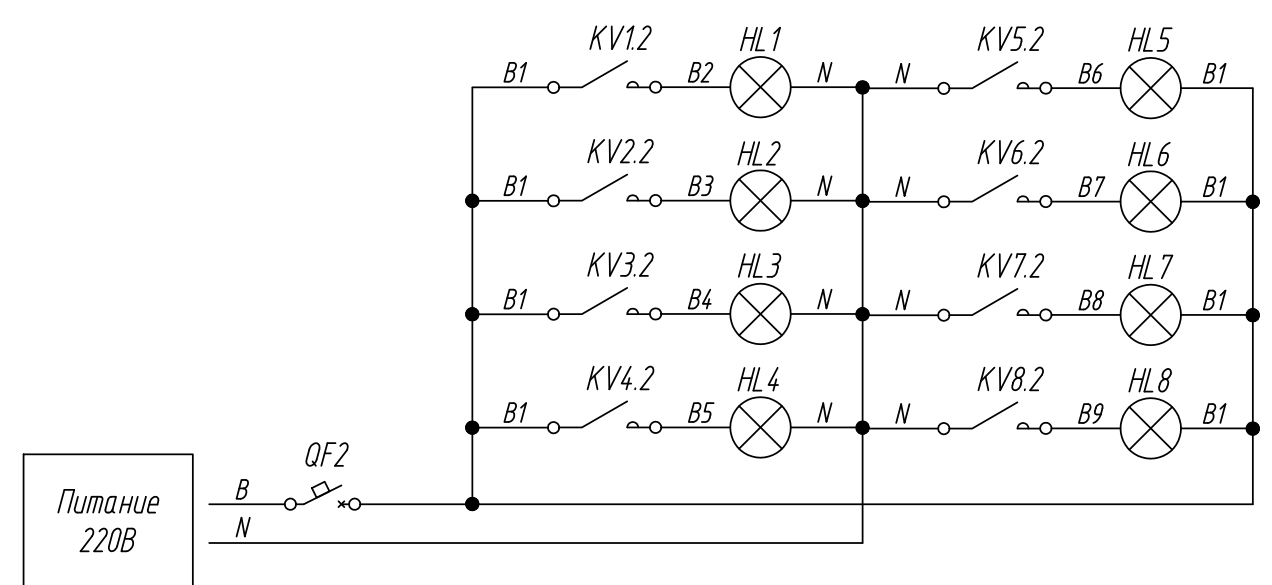 KV1.2 HL1 KV5.2 HL5
B1 B2 N N B6 B1
KV2.2 HL2 KV6.2 HL6
B1 B3 N N B7 B1
KV3.2 HL3 KV7.2 HL7
B1 B4 N N B8 B1
KV4.2 HL4 KV8.2 HL8
B1 B5 N N B9 B1
QF2
B
Питание
N
220В